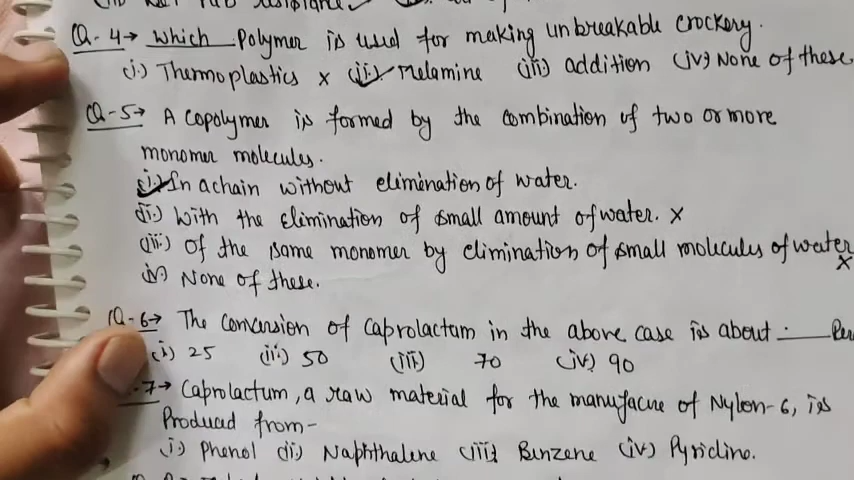 Q-4→ which Polymer is used for making unbreakable crockery.
(i) Thermoplastics x (ii) Melamine (iii) addition (iv) None of these.
Q-5→ A copolymer is formed by the combination of two or more
monomer molecules.
(i) In a chain without elimination of water.
(ii) With the elimination of small amount of water. x
(iii) Of the same monomer by elimination of small molecules of water
x
(iv) None of these.
Q-6→ The conversion of caprolactum in the above case is about
(i) 25 (ii) 50 (iii) 70 (iv) 90
-7→ Caprolactum, a raw material for the manufacne of Nylon-6, is
Produced from-
(i) Phenol (ii) Naphthalene (iii) Benzene (iv) Pyridine.